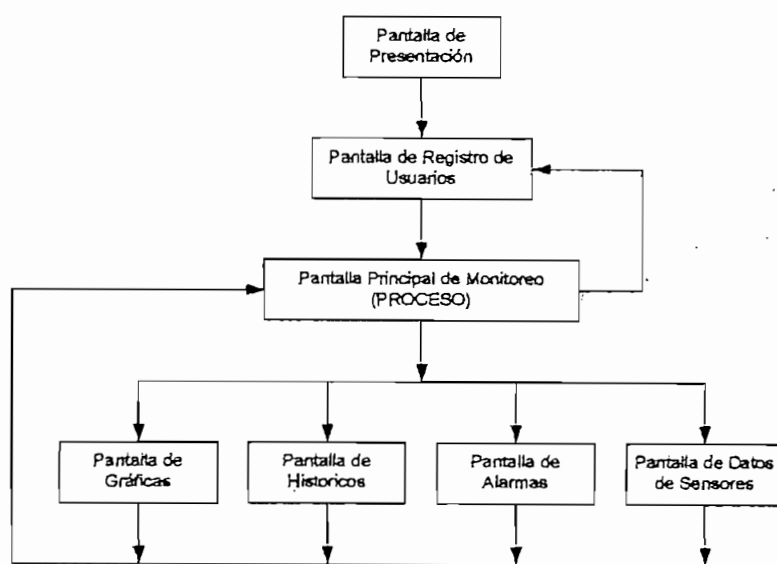 Pantalla de
Presentación
Pantalla de Registro de
Usuarios
Pantalla Principal de Monitoreo
(PROCESO)
Pantalla de
Gráficas
Pantalla de
Historicos
Pantalla de
Alarmas
Pantalla de Datos
de Sensores